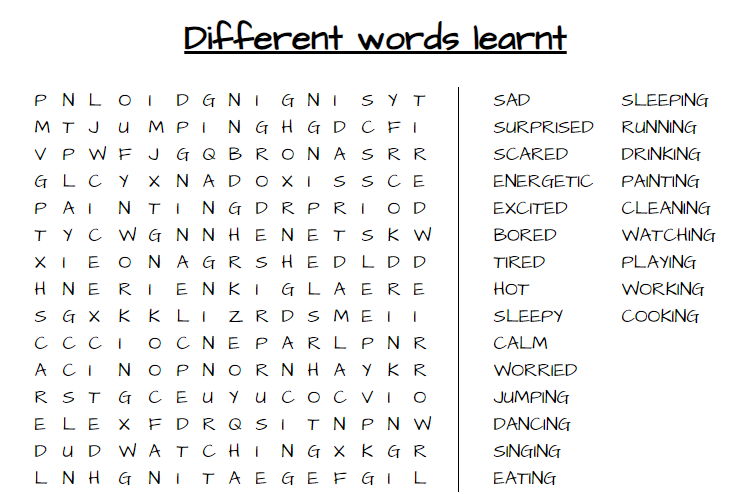 Different words learnt
P N L O I D G N I G N I S Y T
M T J U M P I N G H G D C F I
V P W F J G Q B R O N A S R R
G L C Y X N A D O X I S S C E
P A I N T I N G D R P R I O D
T Y C W G N N H E N E T S K W
X I E O N A G R S H E D L D D
H N E R I E N K I G L A E R E
S G X K K L I Z R D S M E I I
C C C I O C N E P A R L P N R
A C I N O P N O R N H A Y K R
R S T G C E U Y U C O C V I O
E L E X F D R Q S I T N P N W
D U D W A T C H I N G X K G R
L N H G N I T A E G E F G I L
SAD
SURPRISED
SCARED
ENERGETIC
EXCITED
BORED
TIRED
HOT
SLEEPY
CALM
WORRIED
JUMPING
DANCING
SINGING
EATING
SLEEPING
RUNNING
DRINKING
PAINTING
CLEANING
WATCHING
PLAYING
WORKING
COOKING